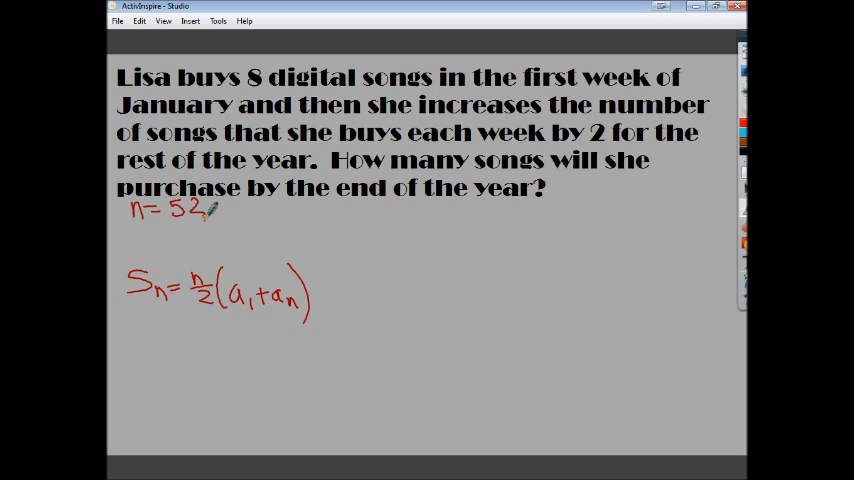 ActivInspire - Studio
File Edit View Insert Tools Help
Lisa buys 8 digital songs in the first week of
January and then she increases the number
of songs that she buys each week by 2 for the
rest of the year. How many songs will she
purchase by the end of the year?
n = 52
Sn = n/2 (a1 + an)